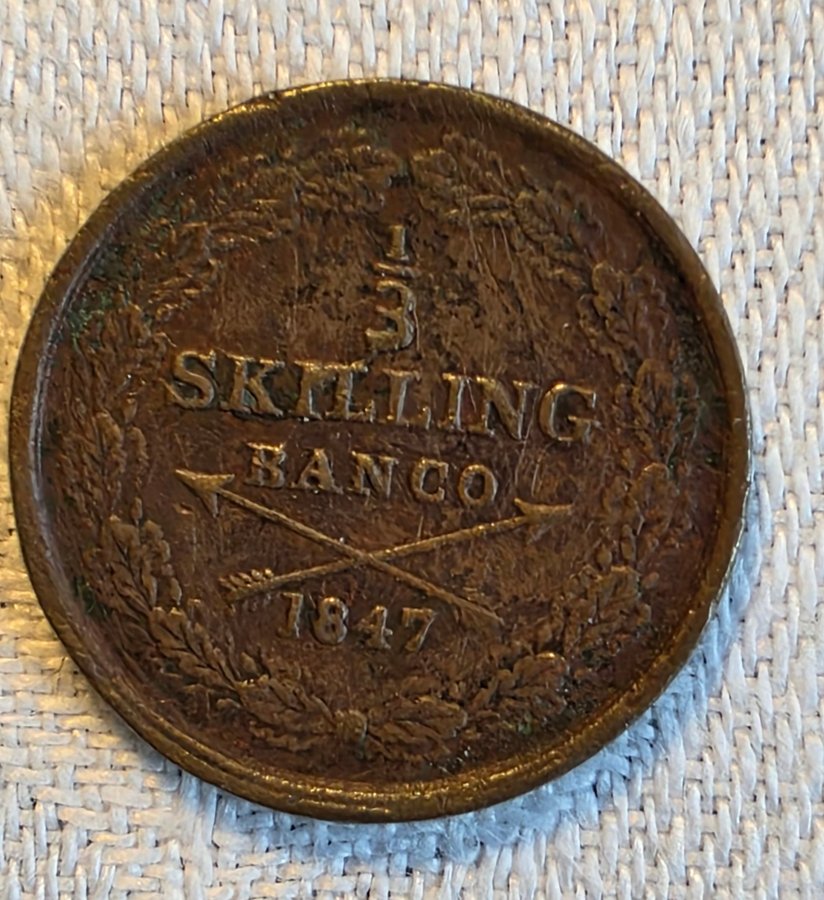 1
3
SKILLING
BANCO
1847